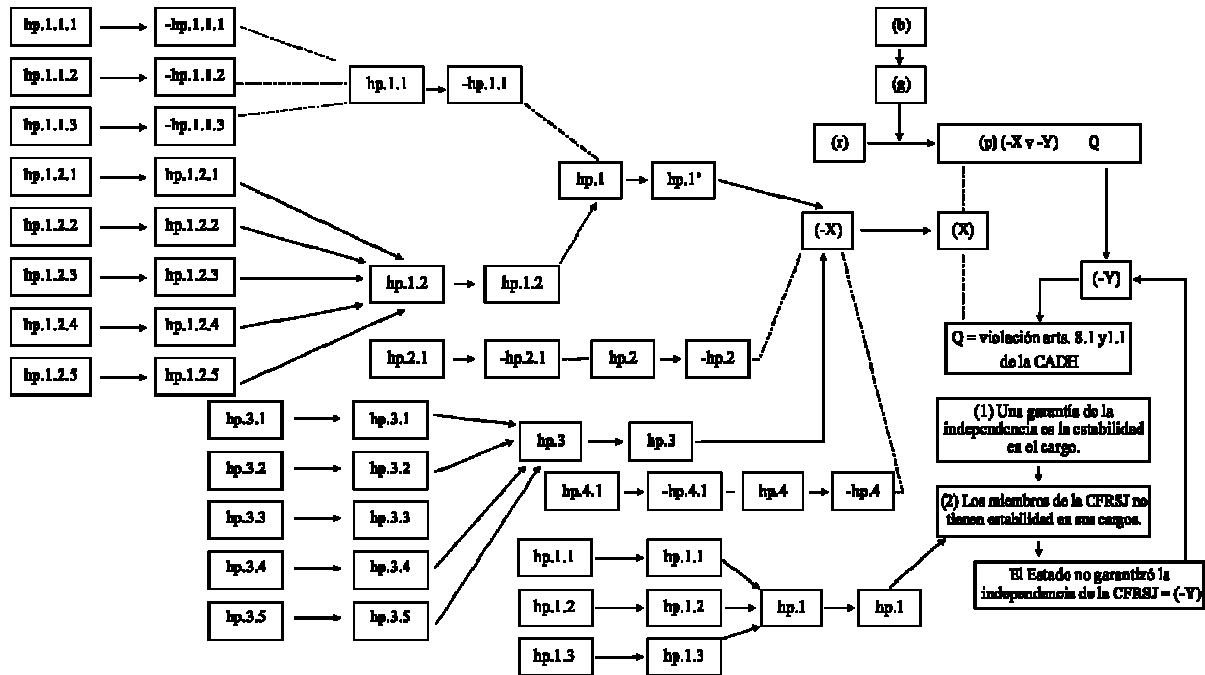 hp.1.1.1 -hp.1.1.1
hp.1.1.2 -hp.1.1.2
hp.1.1.3 -hp.1.1.3
hp.1.1 -hp.1.1
hp.1.2.1 hp.1.2.1
hp.1.2.2 hp.1.2.2
hp.1.2.3 hp.1.2.3
hp.1.2.4 hp.1.2.4
hp.1.2.5 hp.1.2.5
hp.1.2 hp.1.2
hp.1 hp.1'
hp.2.1 -hp.2.1 hp.2 -hp.2
hp.3.1 hp.3.1
hp.3.2 hp.3.2
hp.3.3 hp.3.3
hp.3.4 hp.3.4
hp.3.5 hp.3.5
hp.3 hp.3
hp.4.1 -hp.4.1 hp.4 -hp.4
hp.1.1 hp.1.1
hp.1.2 hp.1.2
hp.1.3 hp.1.3
hp.1 hp.1
(b)
(g)
(r) (p) (-X v -Y) Q
(-X) (X)
(-Y)
Q = violación arts. 8.1 y1.1
de la CADH
(1) Una garantía de la
independencia es la estabilidad
en el cargo.
(2) Los miembros de la CFRSJ no
tienen estabilidad en sus cargos.
El Estado no garantizó la
independencia de la CFRSJ = (-Y)